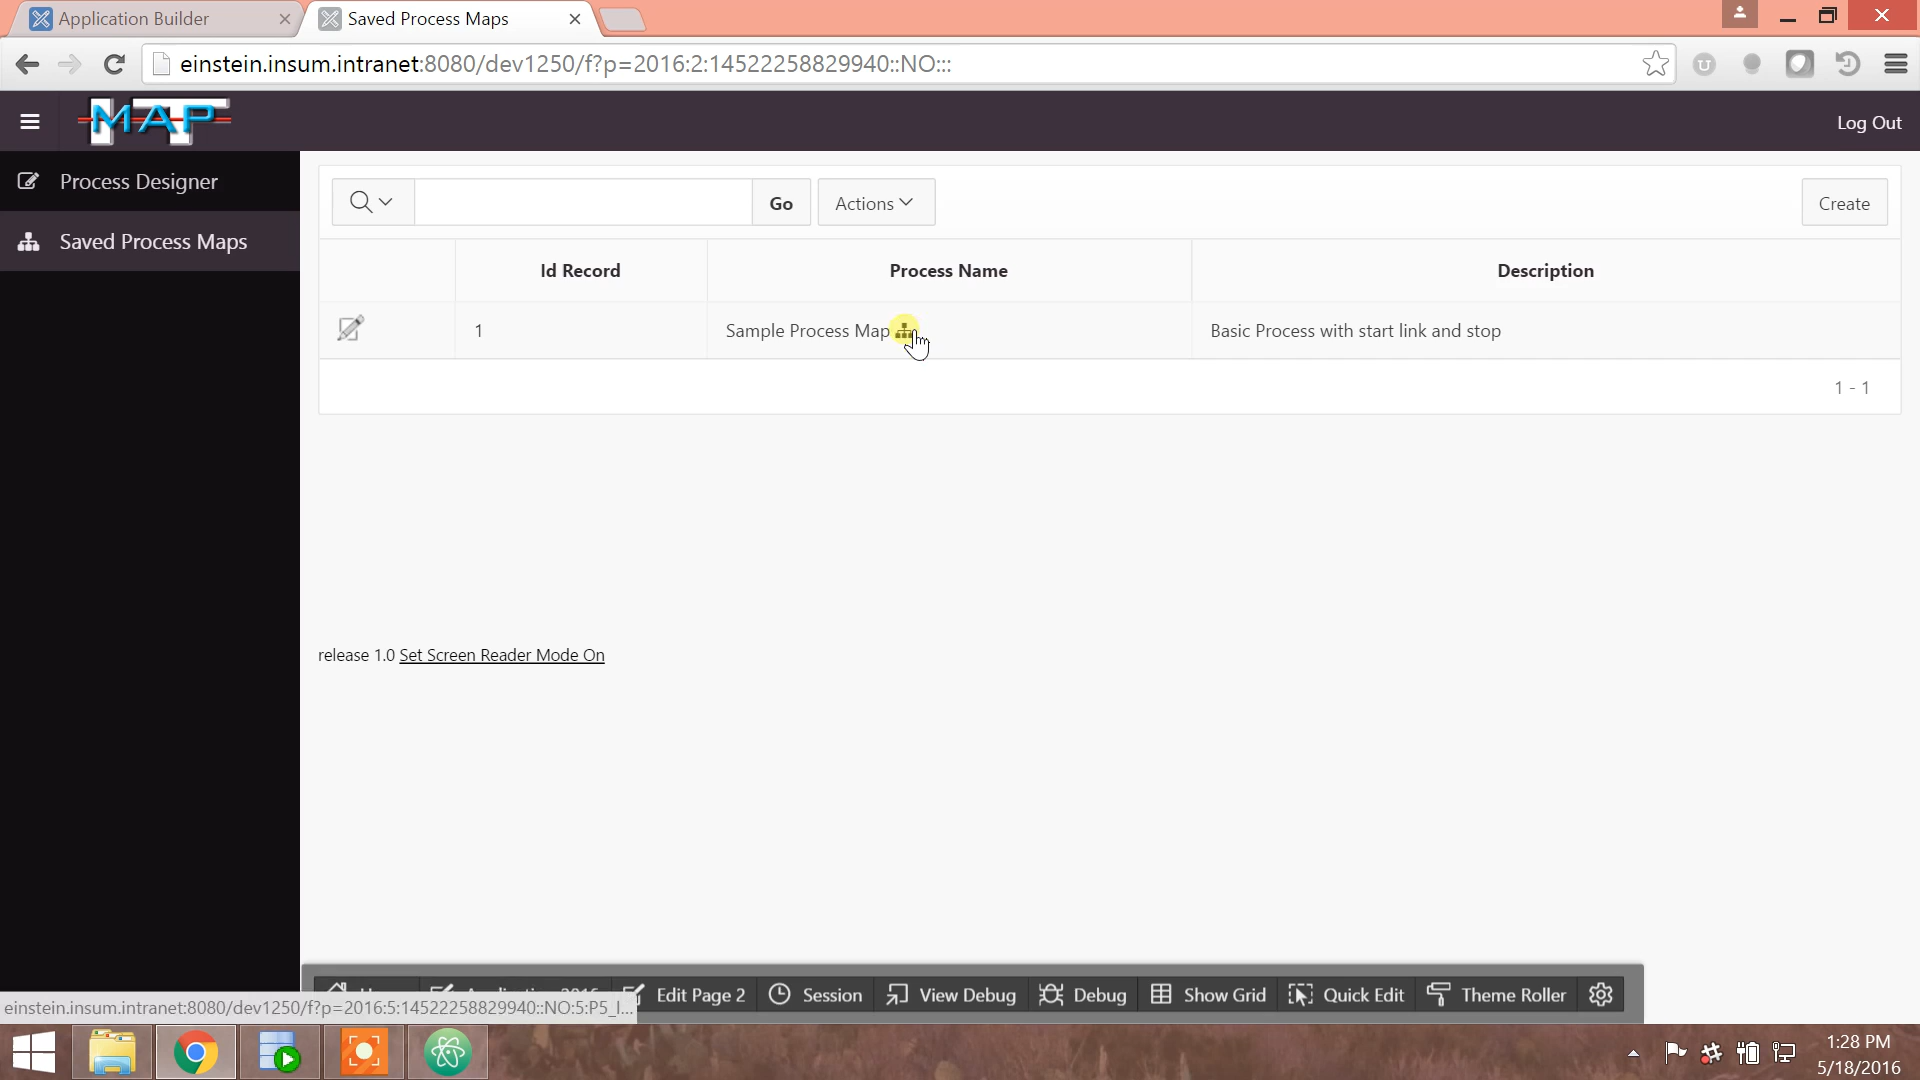 Application Builder
Saved Process Maps
einstein.insum.intranet:8080/dev1250/f?p=2016:2:14522258829940::NO:::
MAP
Log Out
Process Designer
Saved Process Maps
Go
Actions
Create
Id Record
Process Name
Description
1
Sample Process Map
Basic Process with start link and stop
1 - 1
release 1.0 Set Screen Reader Mode On
Edit Page 2
Session
View Debug
Debug
Show Grid
Quick Edit
Theme Roller
einstein.insum.intranet:8080/dev1250/f?p=2016:5:14522258829940::NO:5:P5_I...
1:28 PM
5/18/2016